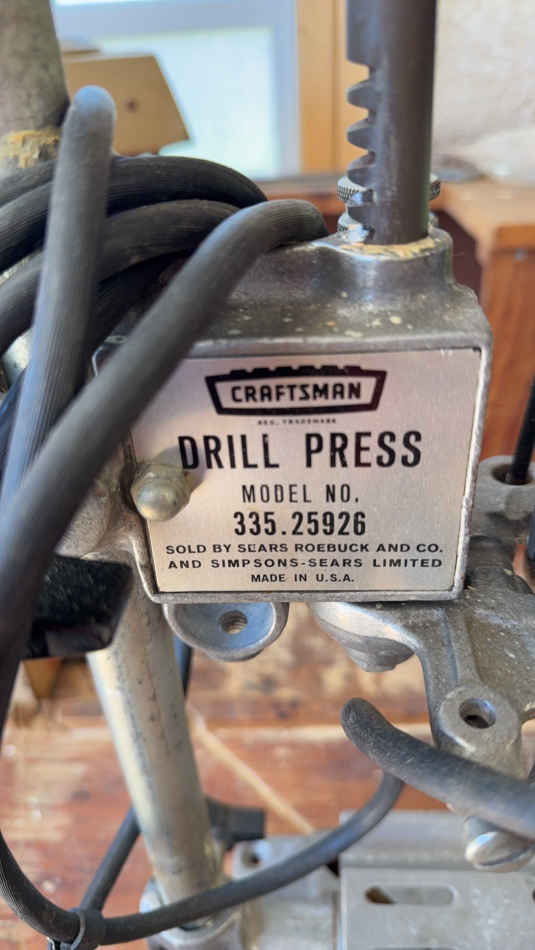 CRAFTSMAN
REG. TRADEMARK
DRILL PRESS
MODEL NO.
335.25926
SOLD BY SEARS ROEBUCK AND CO.
AND SIMPSONS-SEARS LIMITED
MADE IN U.S.A.